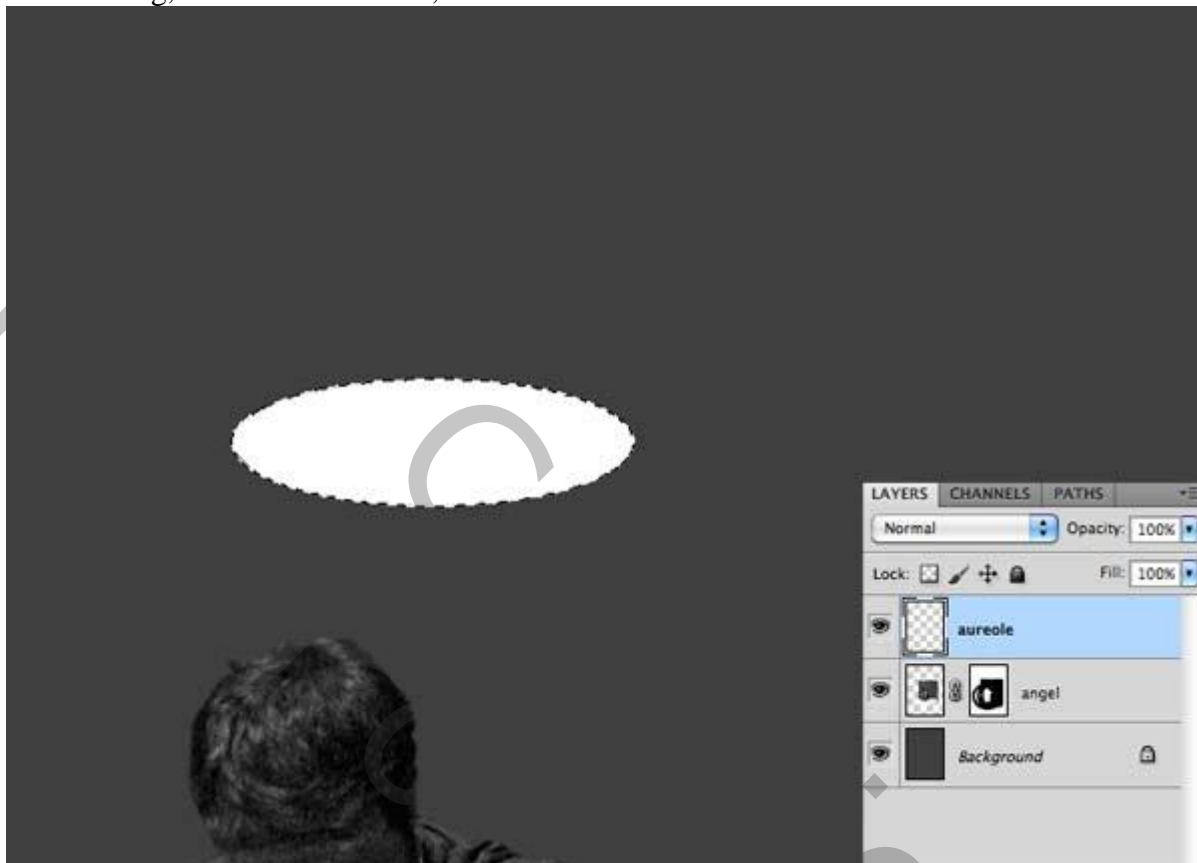 LAYERS CHANNELS PATHS
Normal Opacity: 100%
Lock: Fill: 100%
aureole
angel
Background